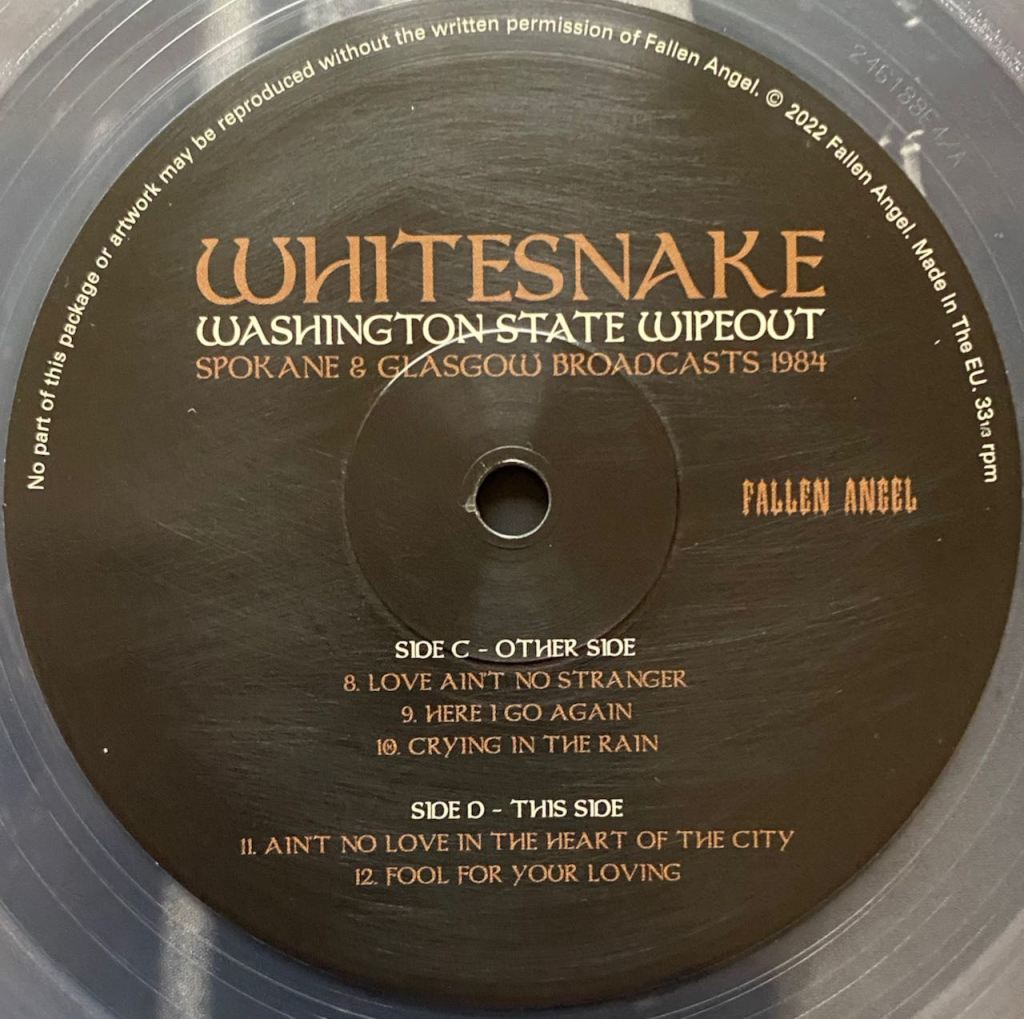 No part of this package or artwork may be reproduced without the written permission of Fallen Angel. © 2022 Fallen Angel. Made In The EU. 33 1/3 rpm
WHITESNAKE
WASHINGTON STATE WIPEOUT
SPOKANE & GLASGOW BROADCASTS 1984
FALLEN ANGEL
SIDE C - OTHER SIDE
8. LOVE AIN'T NO STRANGER
9. HERE I GO AGAIN
10. CRYING IN THE RAIN
SIDE D - THIS SIDE
11. AIN'T NO LOVE IN THE HEART OF THE CITY
12. FOOL FOR YOUR LOVING